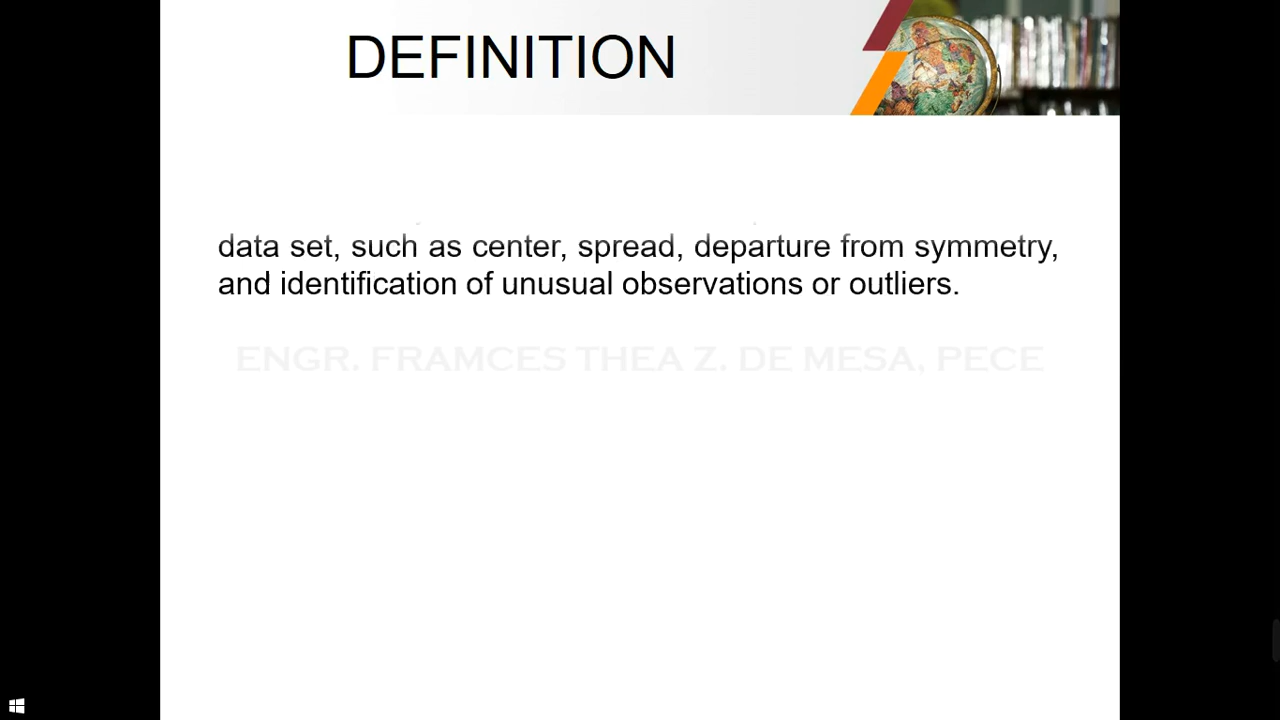 DEFINITION
data set, such as center, spread, departure from symmetry,
and identification of unusual observations or outliers.
ENGR. FRAMCES THEA Z. DE MESA, PECE